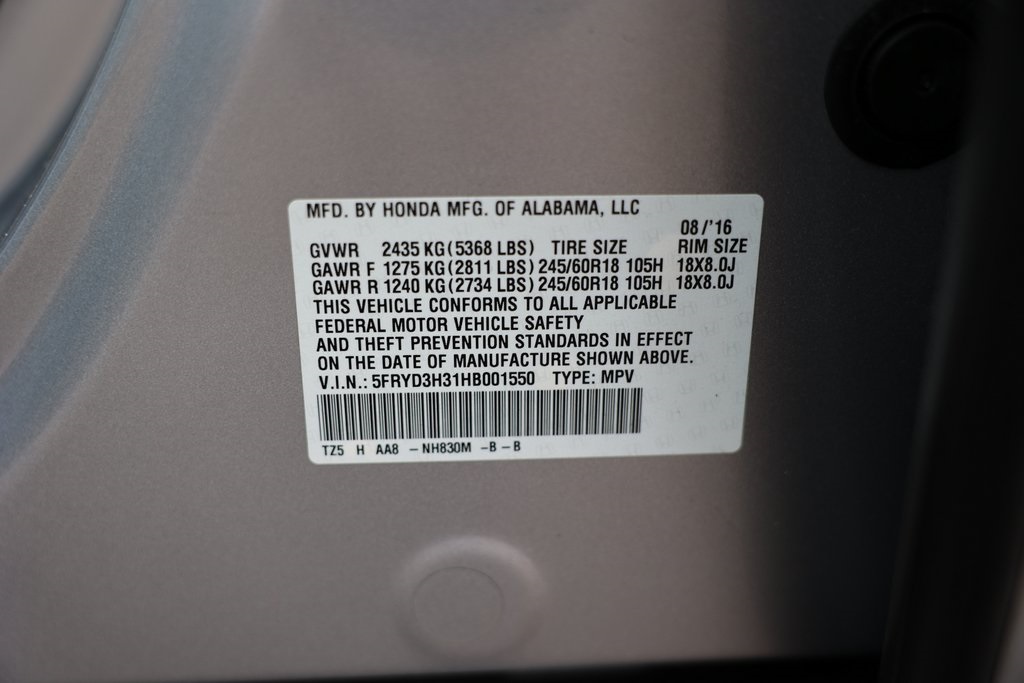 MFD. BY HONDA MFG. OF ALABAMA, LLC
08/'16
GVWR 2435 KG (5368 LBS) TIRE SIZE RIM SIZE
GAWR F 1275 KG (2811 LBS) 245/60R18 105H 18X8.0J
GAWR R 1240 KG (2734 LBS) 245/60R18 105H 18X8.0J
THIS VEHICLE CONFORMS TO ALL APPLICABLE
FEDERAL MOTOR VEHICLE SAFETY
AND THEFT PREVENTION STANDARDS IN EFFECT
ON THE DATE OF MANUFACTURE SHOWN ABOVE.
V.I.N.: 5FRYD3H31HB001550 TYPE: MPV
TZ5 H AA8 - NH830M - B - B